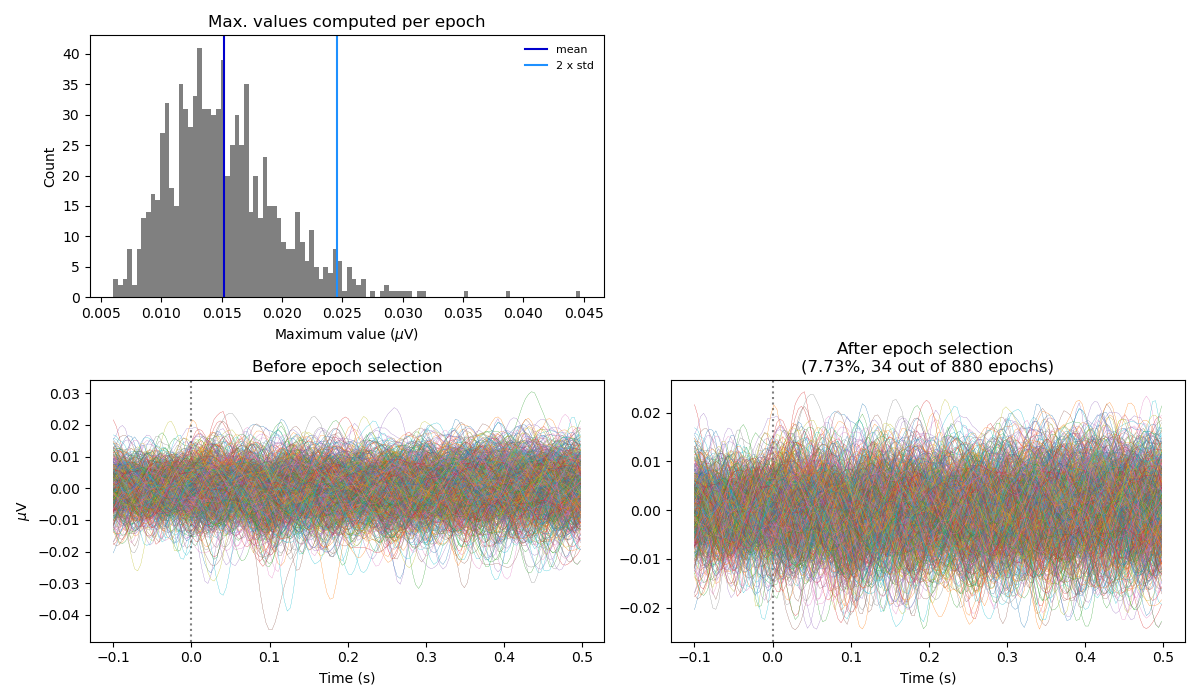 Max. values computed per epoch
40
35
30
25
20
15
10
5
0
Count
mean
2 x std
0.005 0.010 0.015 0.020 0.025 0.030 0.035 0.040 0.045
Maximum value (μV)
Before epoch selection
0.03
0.02
0.01
0.00
−0.01
−0.02
−0.03
−0.04
μV
−0.1 0.0 0.1 0.2 0.3 0.4 0.5
Time (s)
After epoch selection
(7.73%, 34 out of 880 epochs)
0.02
0.01
0.00
−0.01
−0.02
−0.1 0.0 0.1 0.2 0.3 0.4 0.5
Time (s)